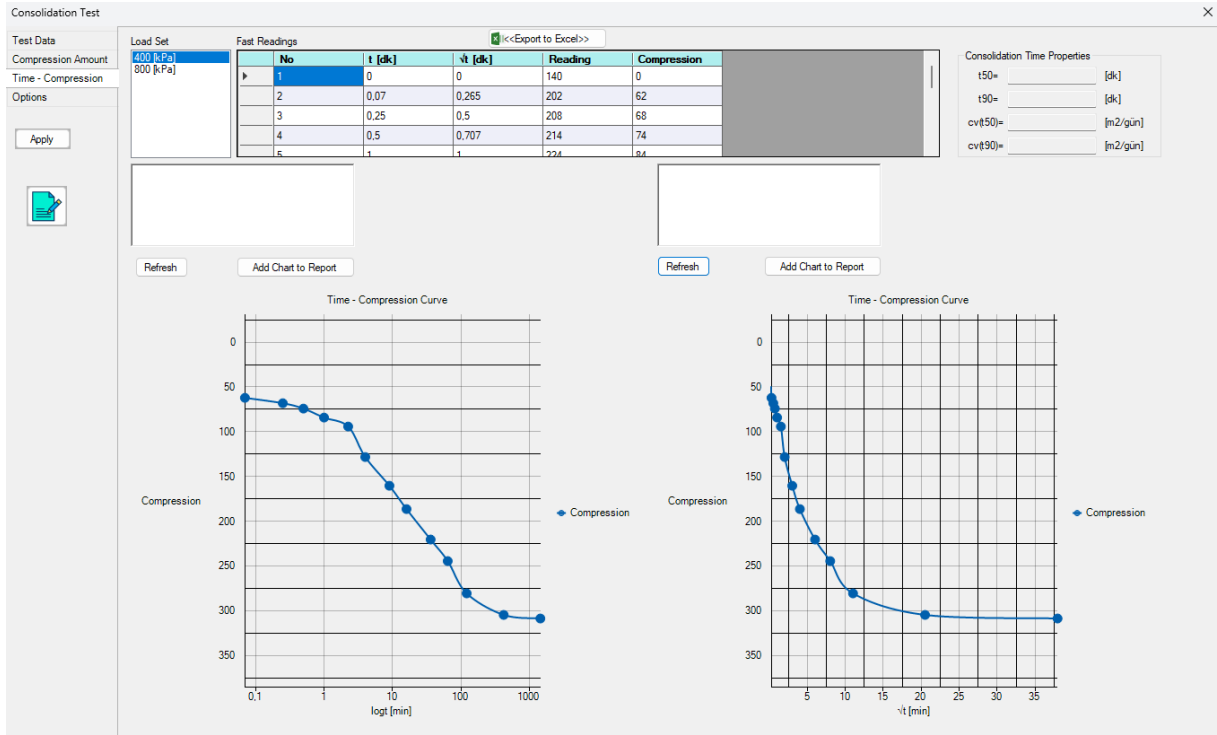 Consolidation Test
Test Data
Compression Amount
Time - Compression
Options
Apply
Load Set
400 [kPa]
800 [kPa]
Fast Readings
<<Export to Excel>>
No t [dk] √t [dk] Reading Compression
1 0 0 140 0
2 0,07 0,265 202 62
3 0,25 0,5 208 68
4 0,5 0,707 214 74
5 1 1 224 84
Consolidation Time Properties
t50= [dk]
t90= [dk]
cv(t50)= [m2/gün]
cv(t90)= [m2/gün]
Refresh
Add Chart to Report
Refresh
Add Chart to Report
Time - Compression Curve
0
50
100
150
200
250
300
350
Compression
Compression
0,1 1 10 100 1000
logt [min]
Time - Compression Curve
0
50
100
150
200
250
300
350
Compression
Compression
5 10 15 20 25 30 35
√t [min]